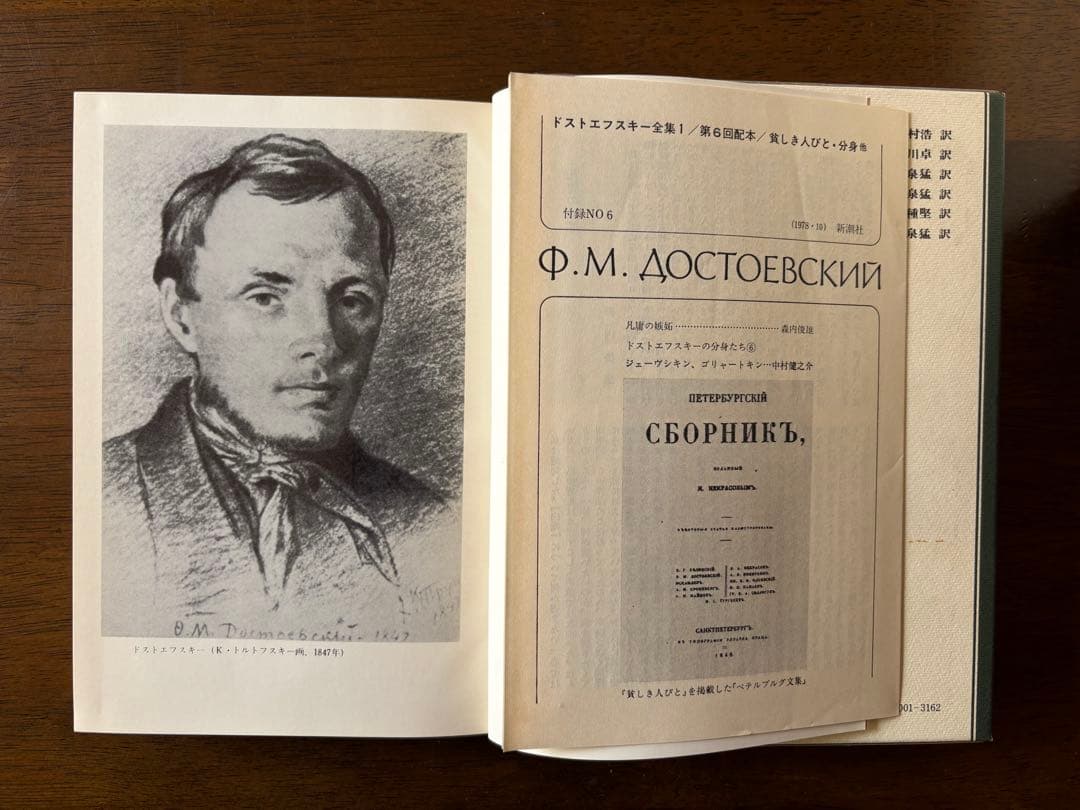 Ѳ.М. Достоевскій - 1847
ドストエフスキー (K・トルトフスキー画、1847年)
ドストエフスキー全集1/第6回配本/貧しき人びと・分身 他
付録NO 6
(1978・10) 新潮社
Ф.М. ДОСТОЕВСКИЙ
凡庸の嫉妬……………………………森内俊雄
ドストエフスキーの分身たち⑥
ジェーヴシキン、ゴリャートキン…中村健之介
ПЕТЕРБУРГСКІЙ
СБОРНИКЪ,
ИЗДАННЫЙ
Н. НЕКРАСОВЫМЪ.
САНКТПЕТЕРБУРГЪ.
1846.
「貧しき人びと」を掲載した「ペテルブルグ文集」
村浩 訳
川卓 訳
泉猛 訳
泉猛 訳
種堅 訳
泉猛 訳
001-3162